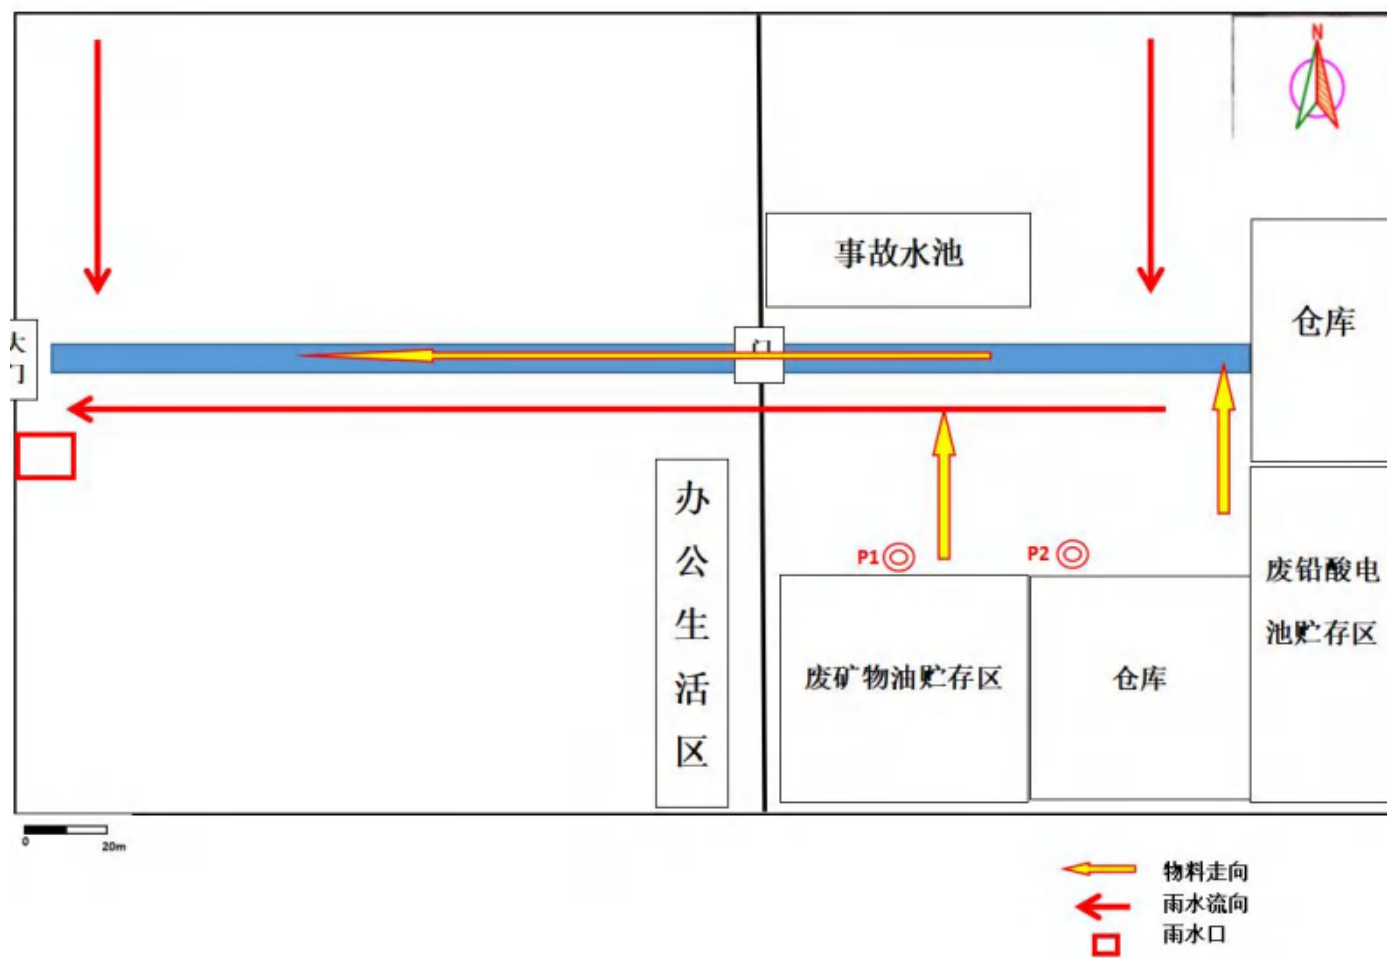 N
事故水池
仓库
大
门
门
办
公
生
活
区
P1
P2
废铅酸电
池贮存区
废矿物油贮存区
仓库
0
20m
物料走向
雨水流向
雨水口